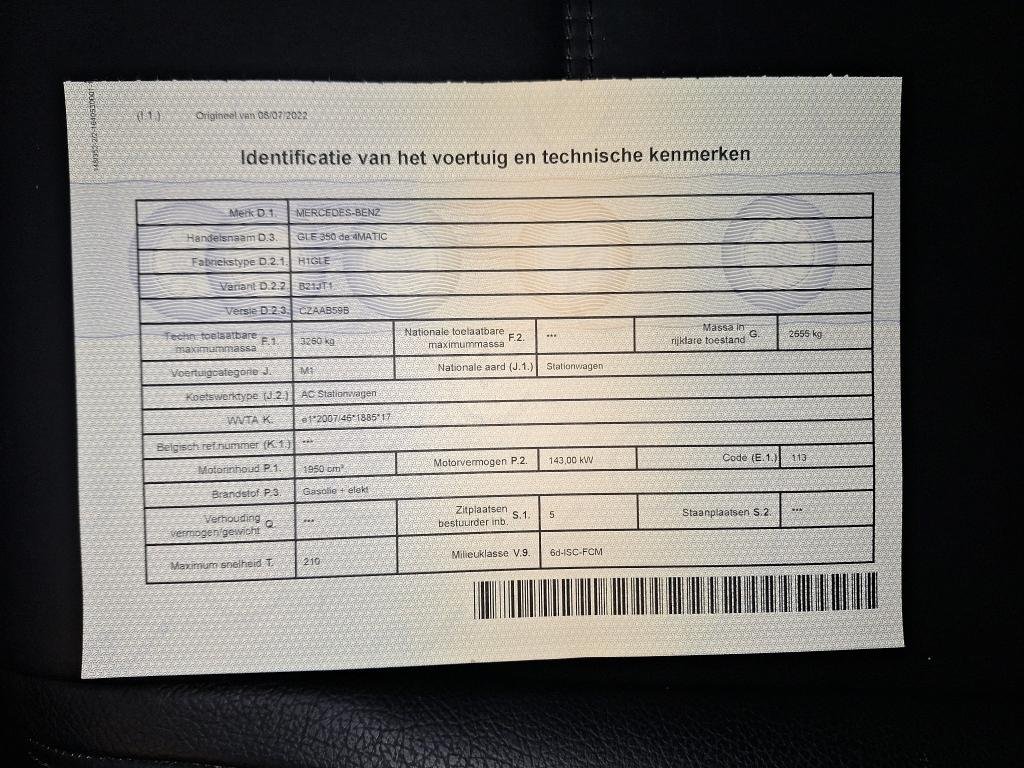 (I.1.) Origineel van 08/07/2022
Identificatie van het voertuig en technische kenmerken
Merk D.1. MERCEDES-BENZ
Handelsnaam D.3. GLE 350 de 4MATIC
Fabriekstype D.2.1. H1GLE
Variant D.2.2. B21JT1
Versie D.2.3. CZAAB59B
Techn. toelaatbare maximummassa F.1. 3260 kg Nationale toelaatbare maximummassa F.2. --- Massa in rijklare toestand G. 2655 kg
Voertuigcategorie J. M1 Nationale aard (J.1.) Stationwagen
Koetswerktype (J.2.) AC Stationwagen
WVTA K. e1*2007/46*1885*17
Belgisch ref.nummer (K.1.) ---
Motorinhoud P.1. 1950 cm³ Motorvermogen P.2. 143,00 kW Code (E.1.) 113
Brandstof P.3. Gasolie + elekt
Verhouding vermogen/gewicht Q. --- Zitplaatsen bestuurder inb. S.1. 5 Staanplaatsen S.2. ---
Maximum snelheid T. 210 Milieuklasse V.9. 6d-ISC-FCM